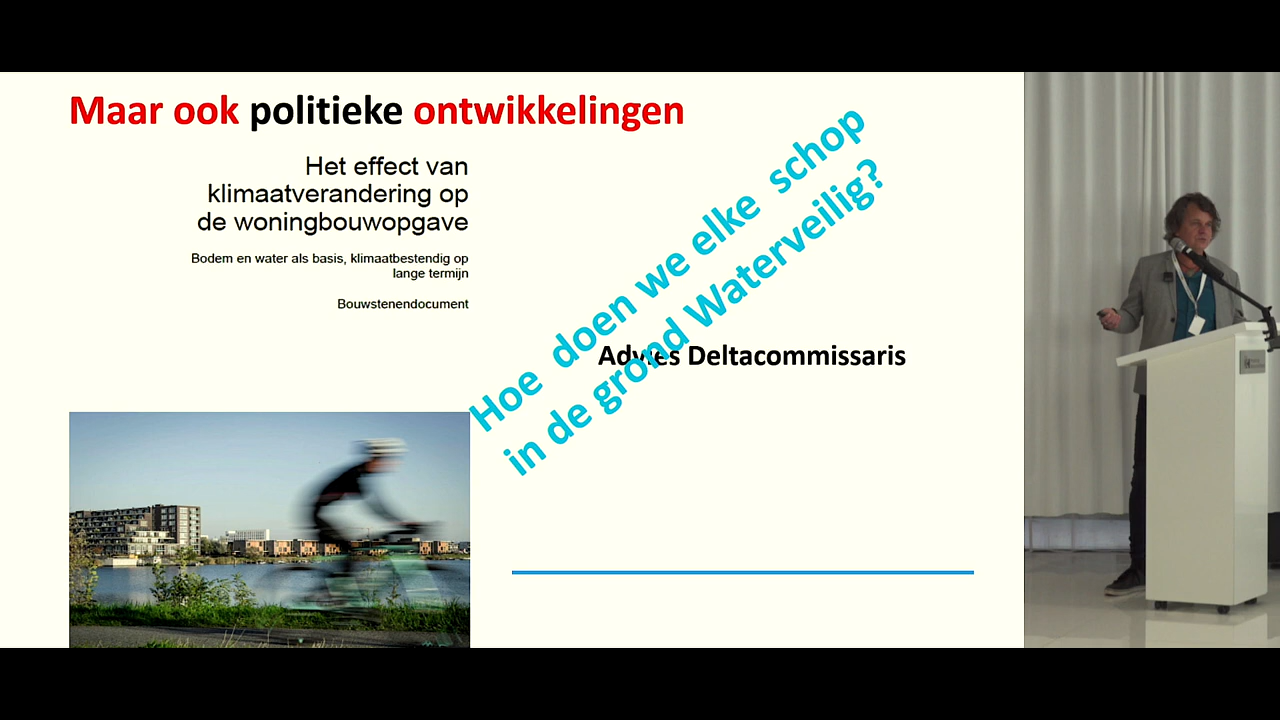 Maar ook politieke ontwikkelingen
Het effect van
klimaatverandering op
de woningbouwopgave
Bodem en water als basis, klimaatbestendig op
lange termijn
Bouwstenendocument
Hoe doen we elke schop
in de grond Waterveilig?
Advies Deltacommissaris